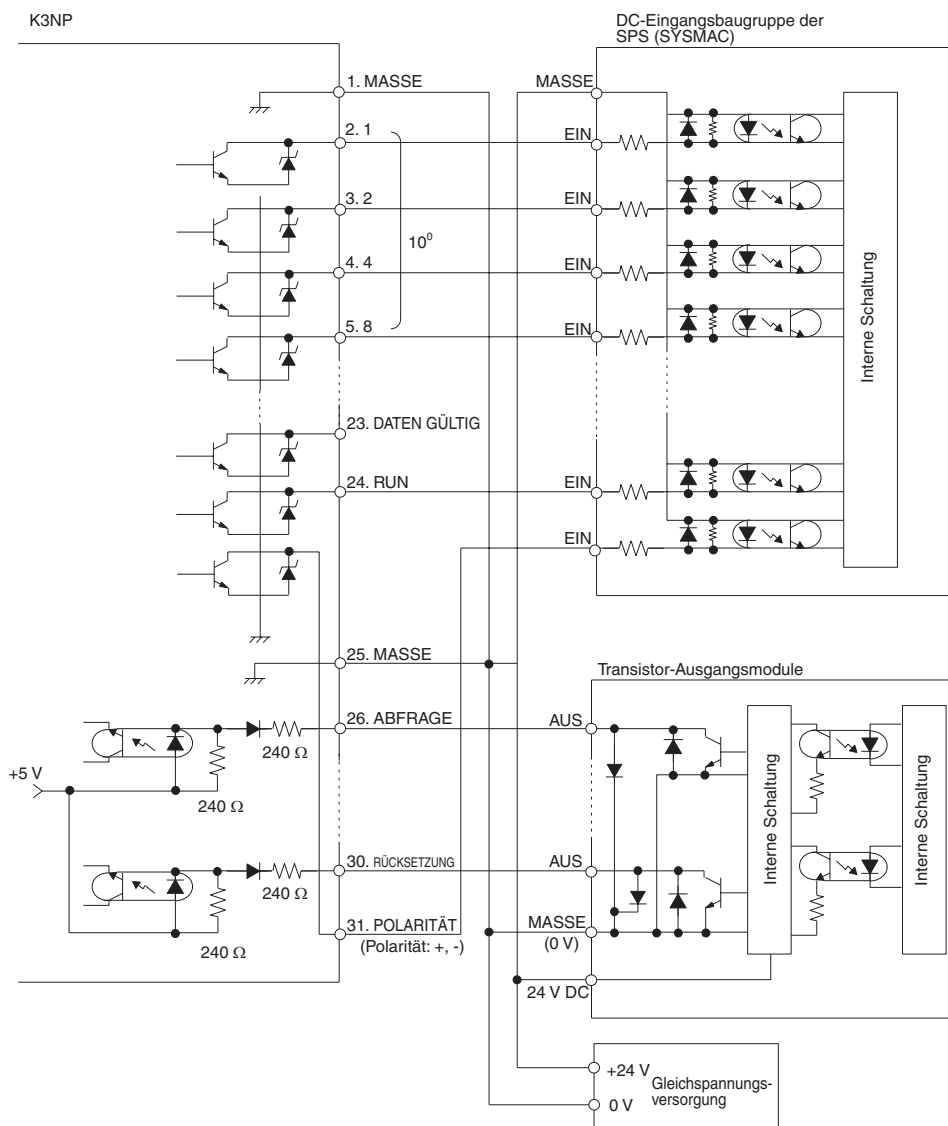 K3NP
DC-Eingangsbaugruppe der
SPS (SYSMAC)
1. MASSE
MASSE
2. 1
EIN
3. 2
EIN
10⁰
4. 4
EIN
5. 8
EIN
Interne Schaltung
23. DATEN GÜLTIG
24. RUN
EIN
EIN
25. MASSE
Transistor-Ausgangsmodule
26. ABFRAGE
AUS
240 Ω
+5 V
240 Ω
Interne Schaltung
Interne Schaltung
30. RÜCKSETZUNG
AUS
240 Ω
31. POLARITÄT
(Polarität: +, -)
MASSE
(0 V)
240 Ω
24 V DC
+24 V
Gleichspannungs-
versorgung
0 V